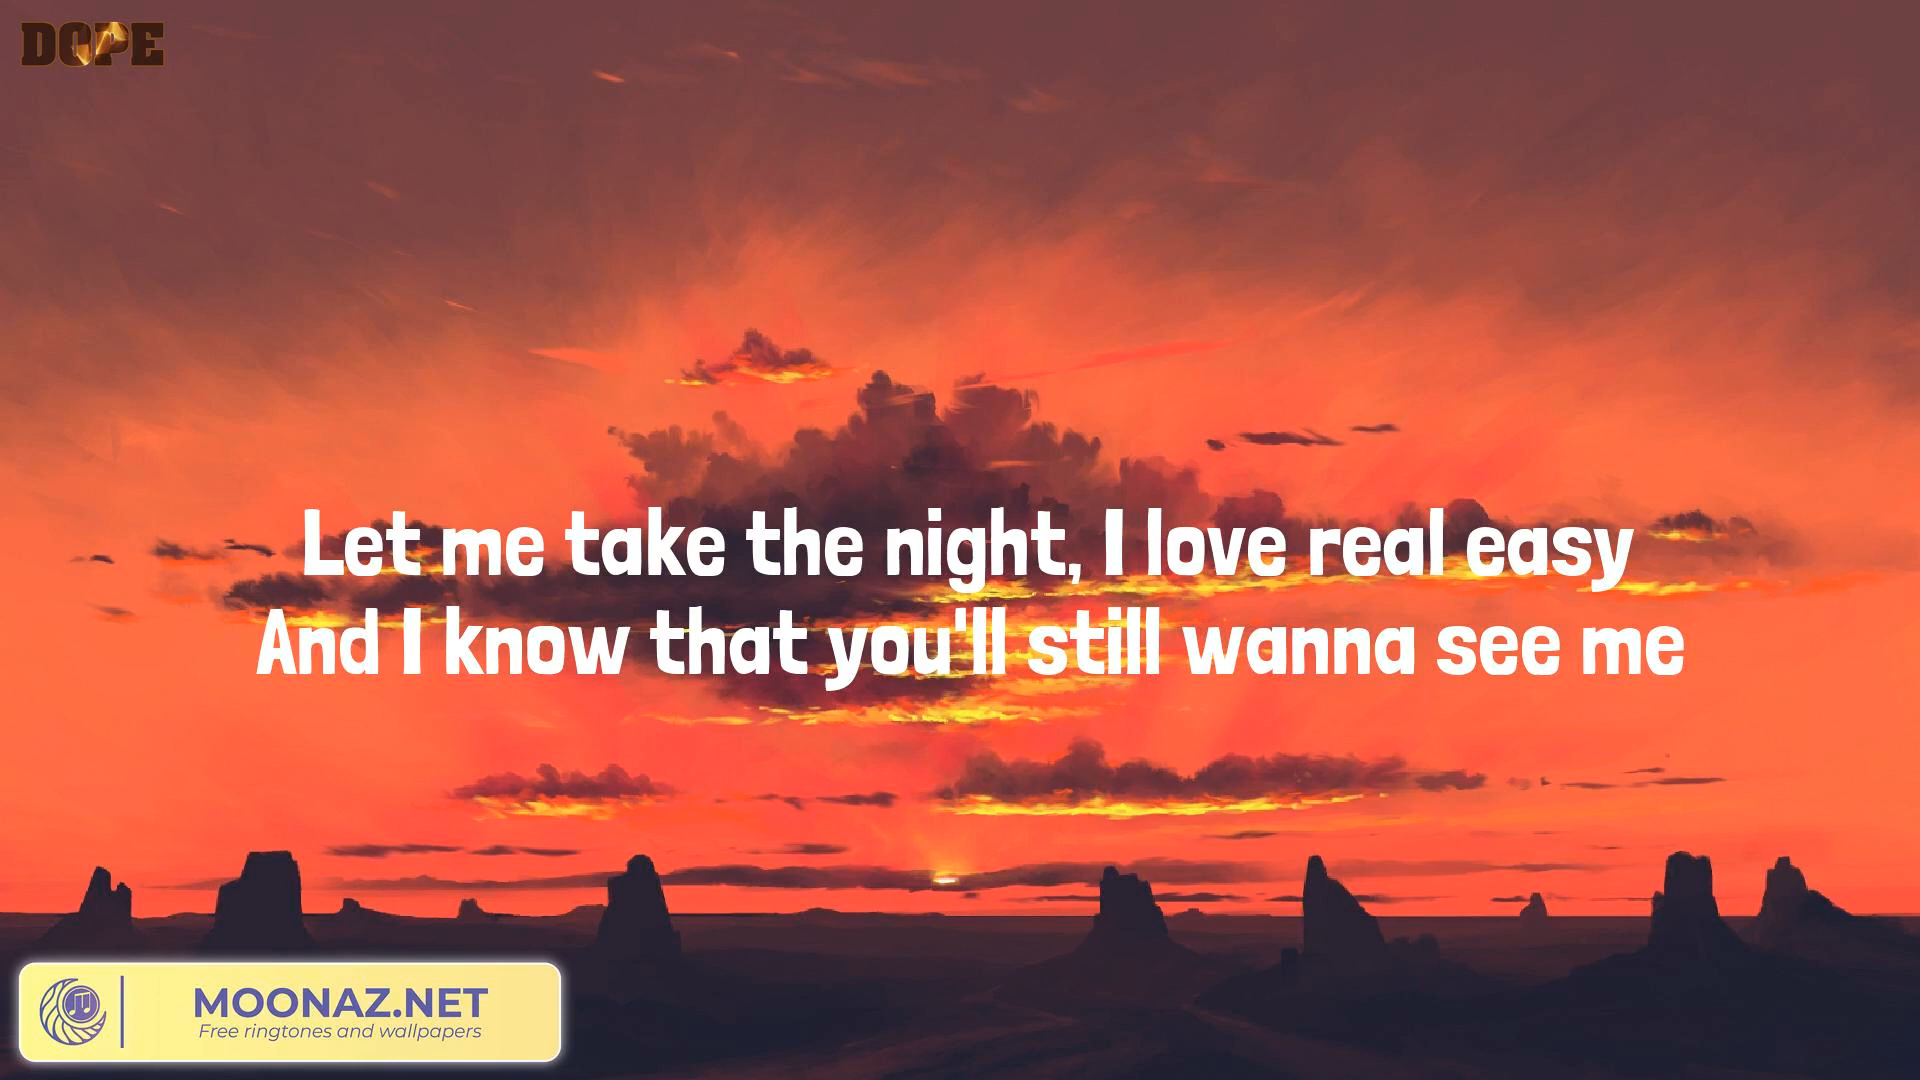 DOPE
Let me take the night, I love real easy
And I know that you'll still wanna see me
MOONAZ.NET
Free ringtones and wallpapers